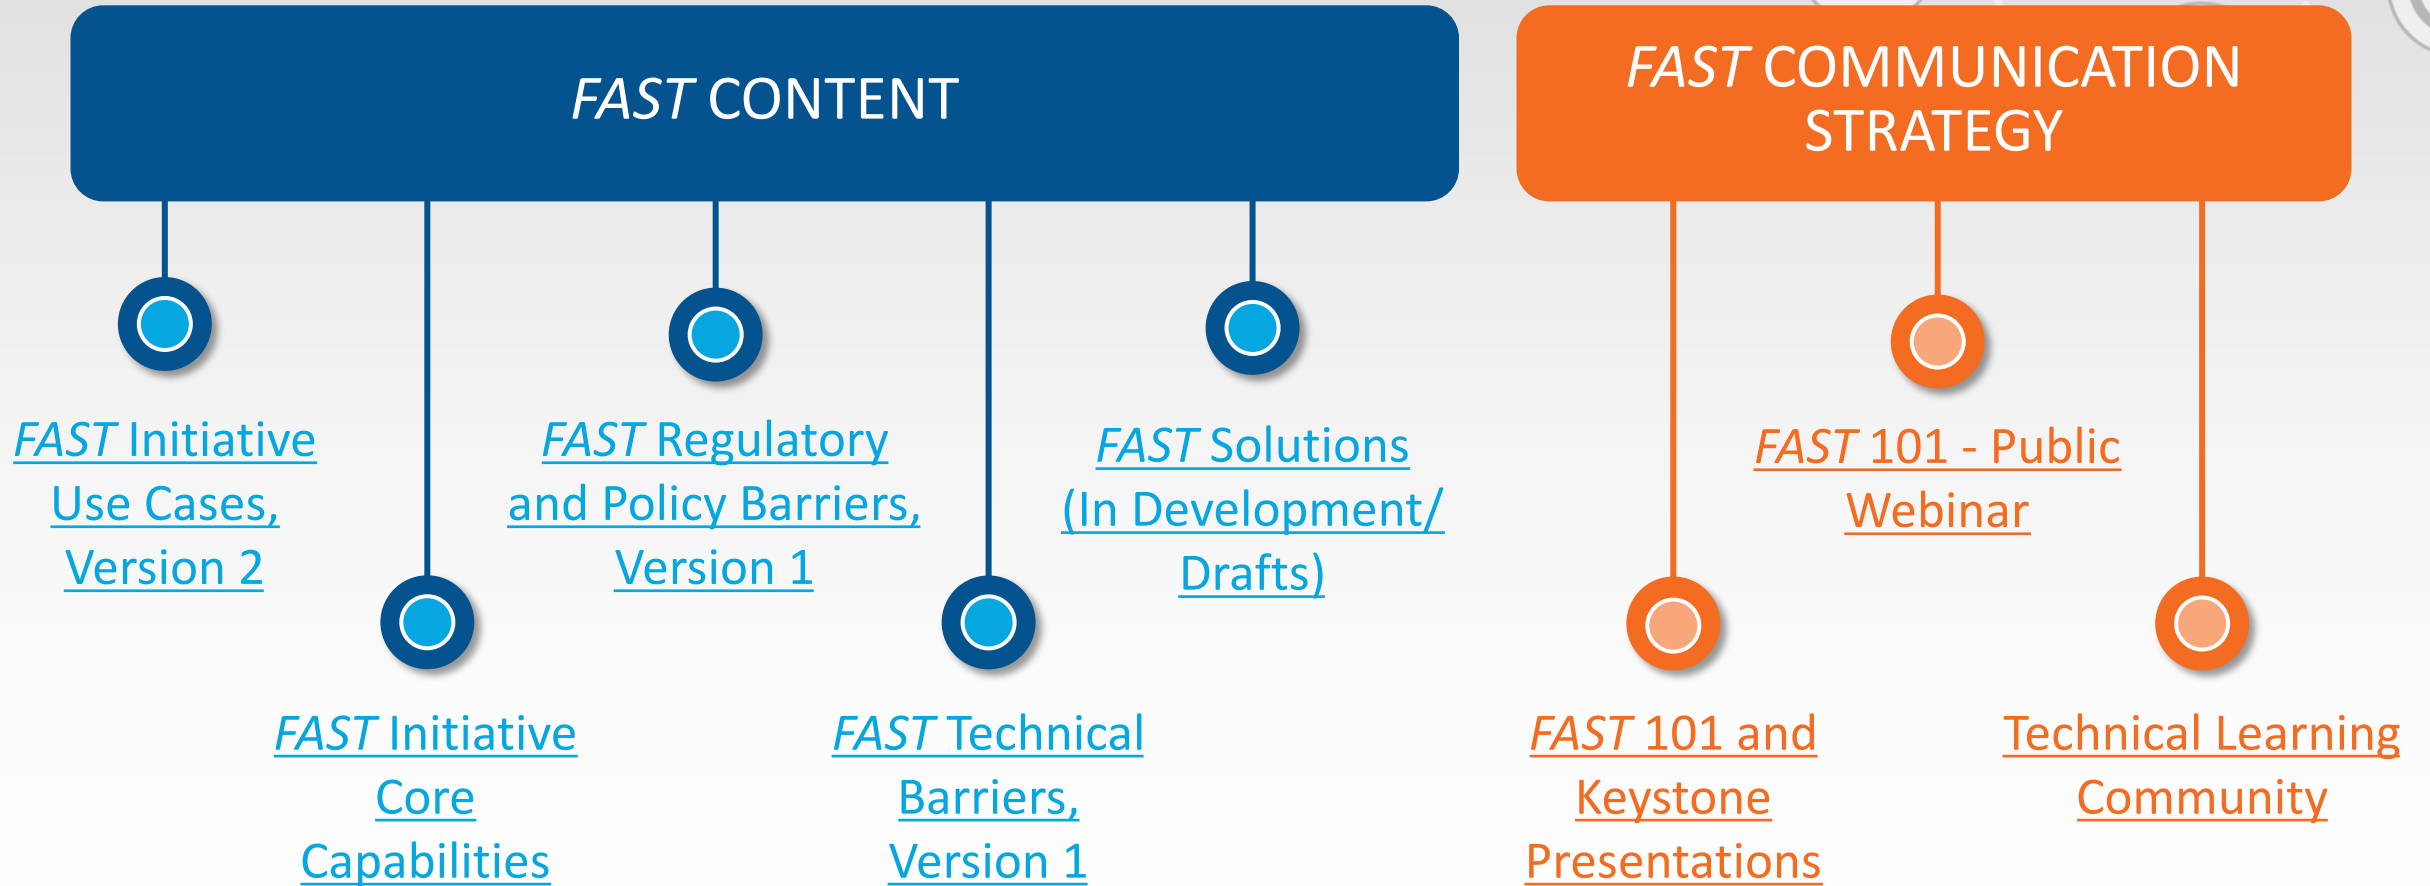 FAST CONTENT
FAST COMMUNICATION
STRATEGY
FAST Initiative
Use Cases,
Version 2
FAST Initiative
Core
Capabilities
FAST Regulatory
and Policy Barriers,
Version 1
FAST Technical
Barriers,
Version 1
FAST Solutions
(In Development/
Drafts)
FAST 101 and
Keystone
Presentations
FAST 101 - Public
Webinar
Technical Learning
Community